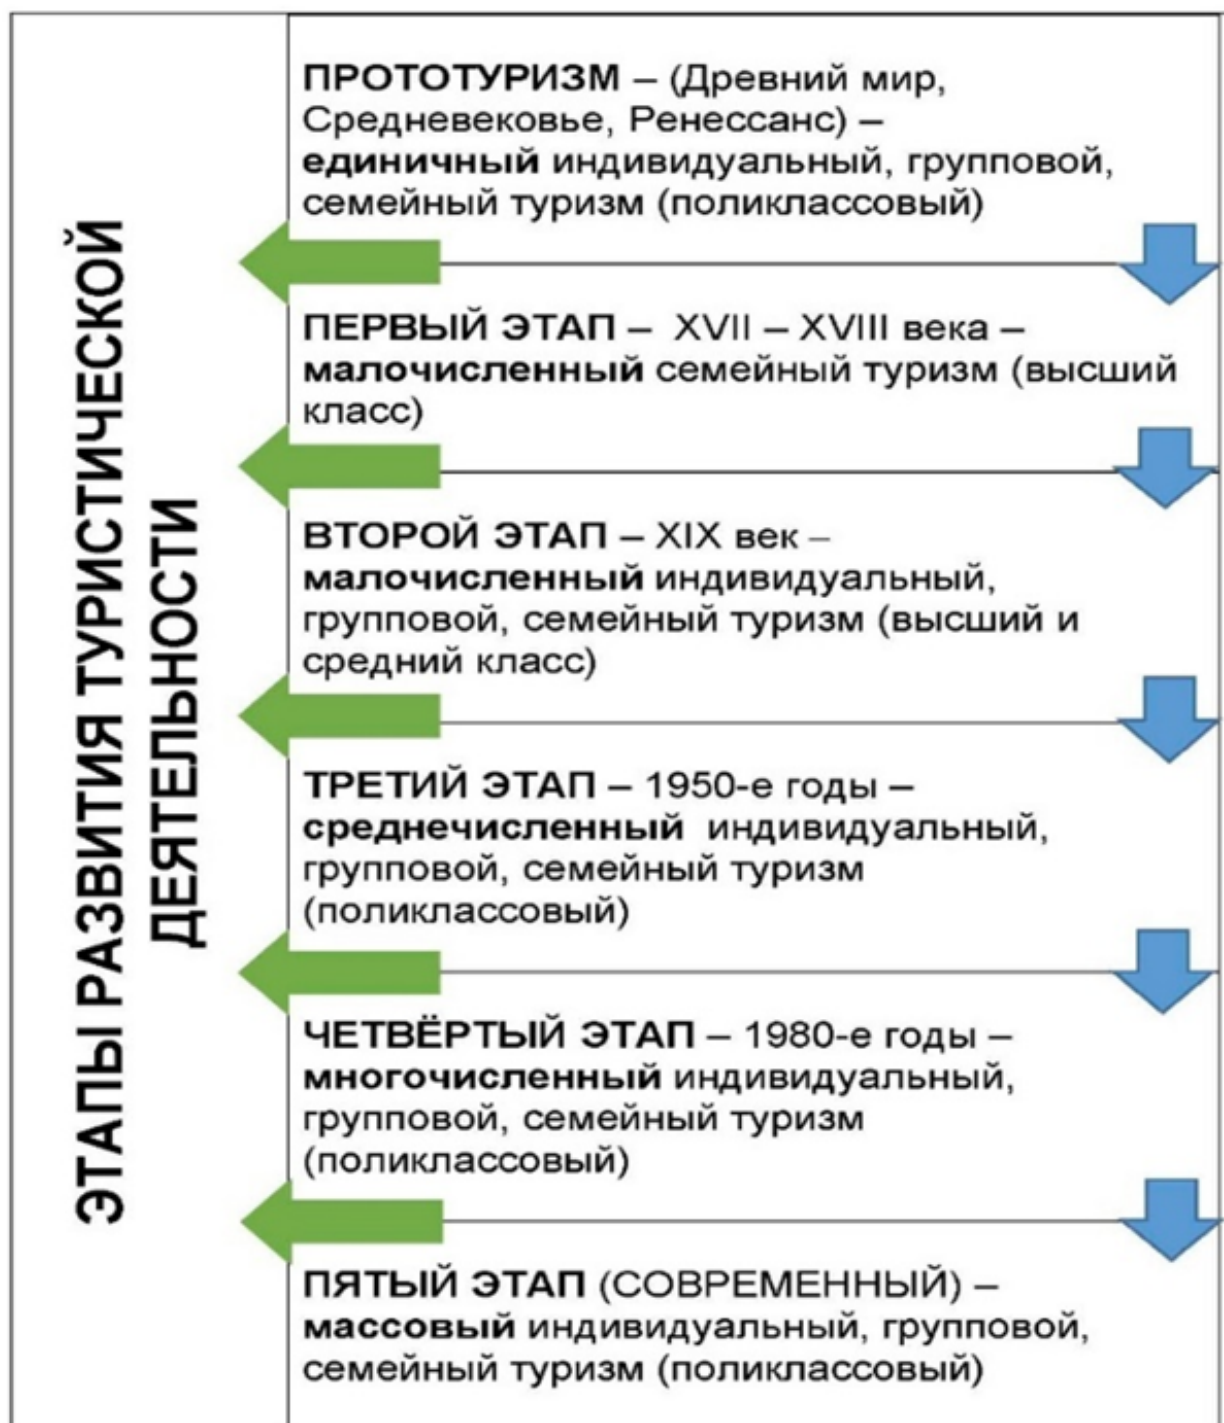 ЭТАПЫ РАЗВИТИЯ ТУРИСТИЧЕСКОЙ
ДЕЯТЕЛЬНОСТИ
ПРОТОТУРИЗМ – (Древний мир,
Средневековье, Ренессанс) –
единичный индивидуальный, групповой,
семейный туризм (поликлассовый)
ПЕРВЫЙ ЭТАП – XVII – XVIII века –
малочисленный семейный туризм (высший
класс)
ВТОРОЙ ЭТАП – XIX век –
малочисленный индивидуальный,
групповой, семейный туризм (высший и
средний класс)
ТРЕТИЙ ЭТАП – 1950-е годы –
среднечисленный индивидуальный,
групповой, семейный туризм
(поликлассовый)
ЧЕТВЁРТЫЙ ЭТАП – 1980-е годы –
многочисленный индивидуальный,
групповой, семейный туризм
(поликлассовый)
ПЯТЫЙ ЭТАП (СОВРЕМЕННЫЙ) –
массовый индивидуальный, групповой,
семейный туризм (поликлассовый)